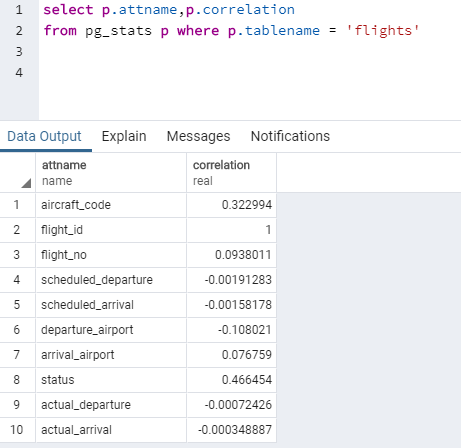 1 select p.attname,p.correlation
2 from pg_stats p where p.tablename = 'flights'
3
4
Data Output Explain Messages Notifications
attname correlation
name real
1 aircraft_code 0.322994
2 flight_id 1
3 flight_no 0.0938011
4 scheduled_departure -0.00191283
5 scheduled_arrival -0.00158178
6 departure_airport -0.108021
7 arrival_airport 0.076759
8 status 0.466454
9 actual_departure -0.00072426
10 actual_arrival -0.000348887